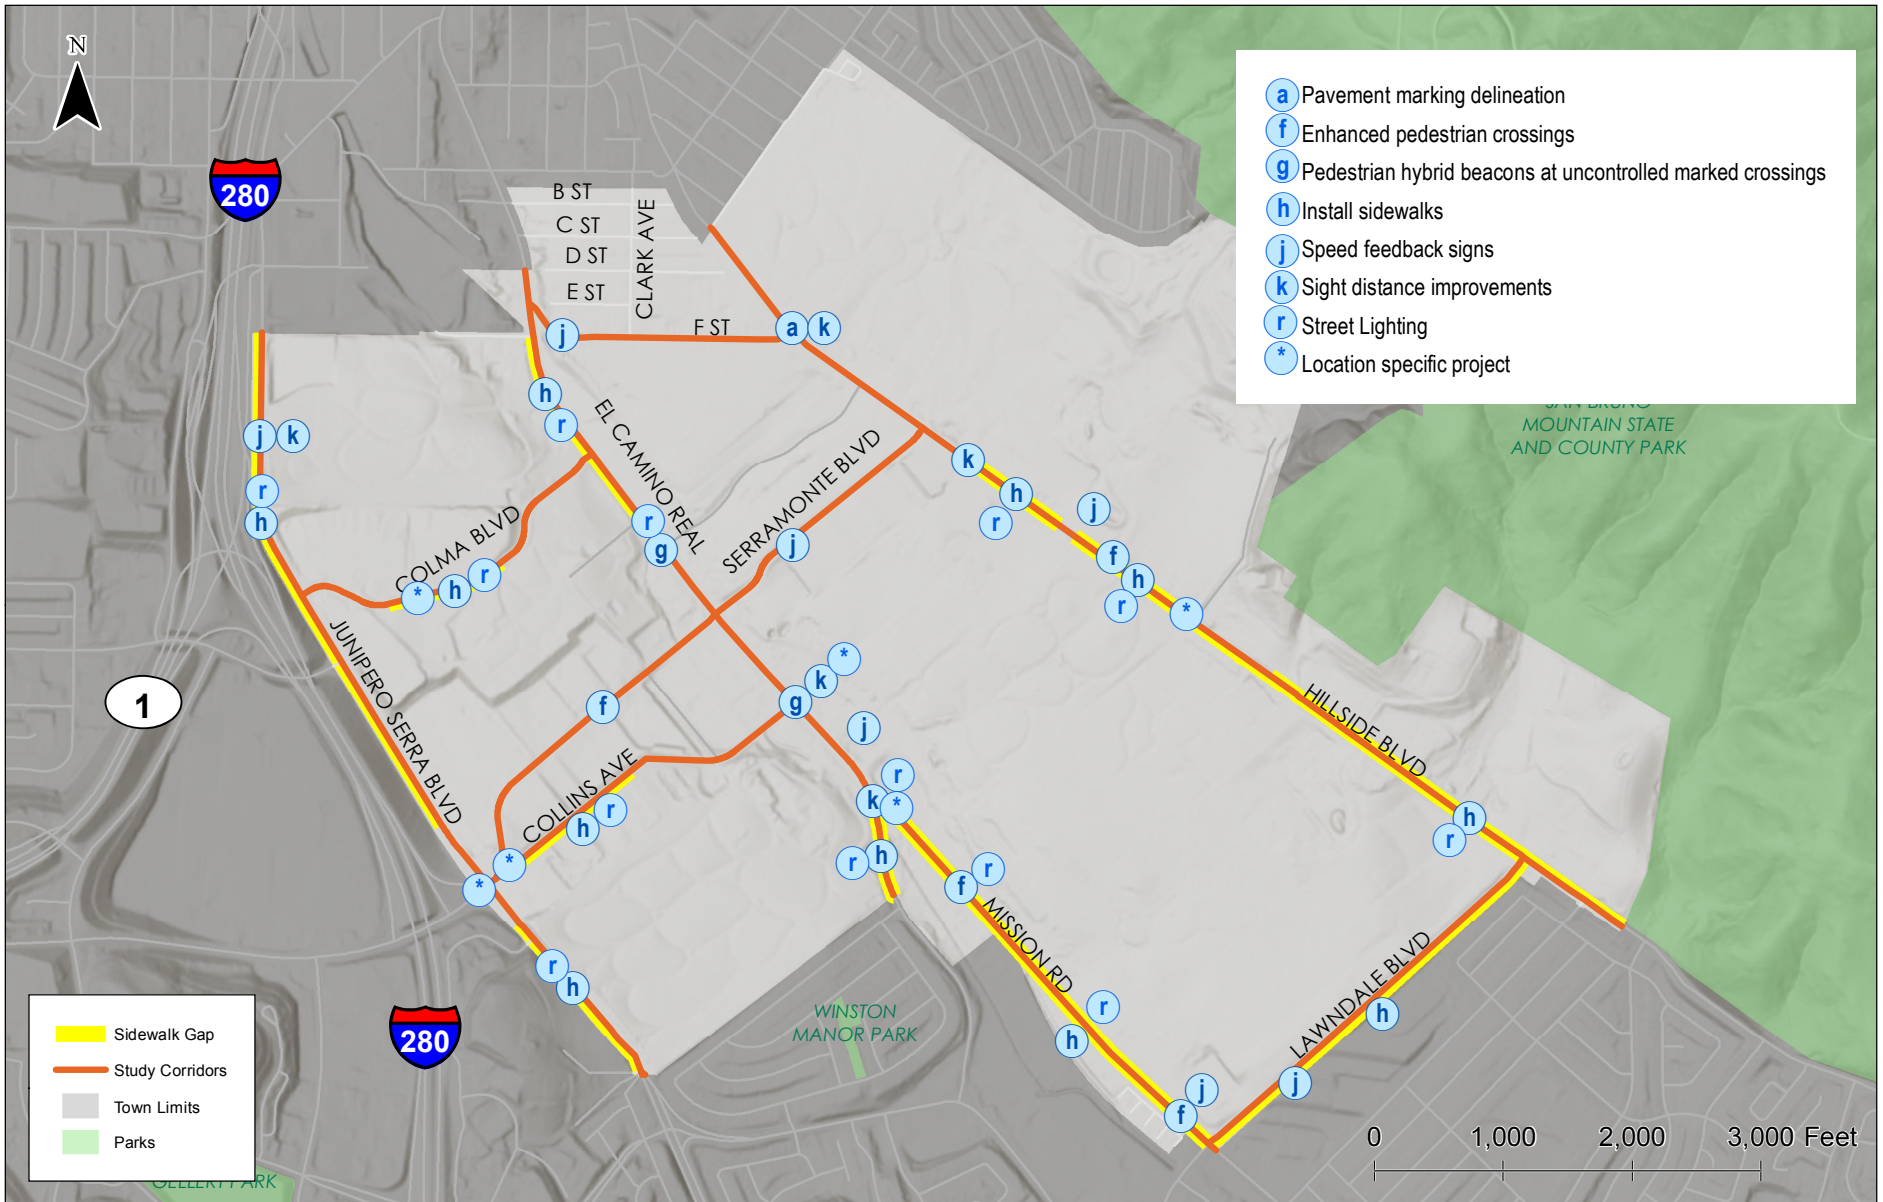 N
280
B ST
C ST
D ST
E ST
CLARK AVE
F ST
a
Pavement marking delineation
f
Enhanced pedestrian crossings
g
Pedestrian hybrid beacons at uncontrolled marked crossings
h
Install sidewalks
j
Speed feedback signs
k
Sight distance improvements
r
Street Lighting
*
Location specific project
SAN BRUNO
MOUNTAIN STATE
AND COUNTY PARK
j
a
k
h
r
EL CAMINO REAL
SERRAMONTE BLVD
j
k
r
h
k
h
r
j
f
h
r
*
COLMA BLVD
*
h
r
r
g
j
JUNIPERO SERRA BLVD
1
f
*
k
g
j
r
k
*
COLLINS AVE
h
r
r
h
*
*
f
r
HILLSIDE BLVD
h
r
MISSION RD
r
h
LAWNDALE BLVD
h
j
j
f
r
h
280
WINSTON
MANOR PARK
Sidewalk Gap
Study Corridors
Town Limits
Parks
GELLERT PARK
0
1,000
2,000
3,000 Feet